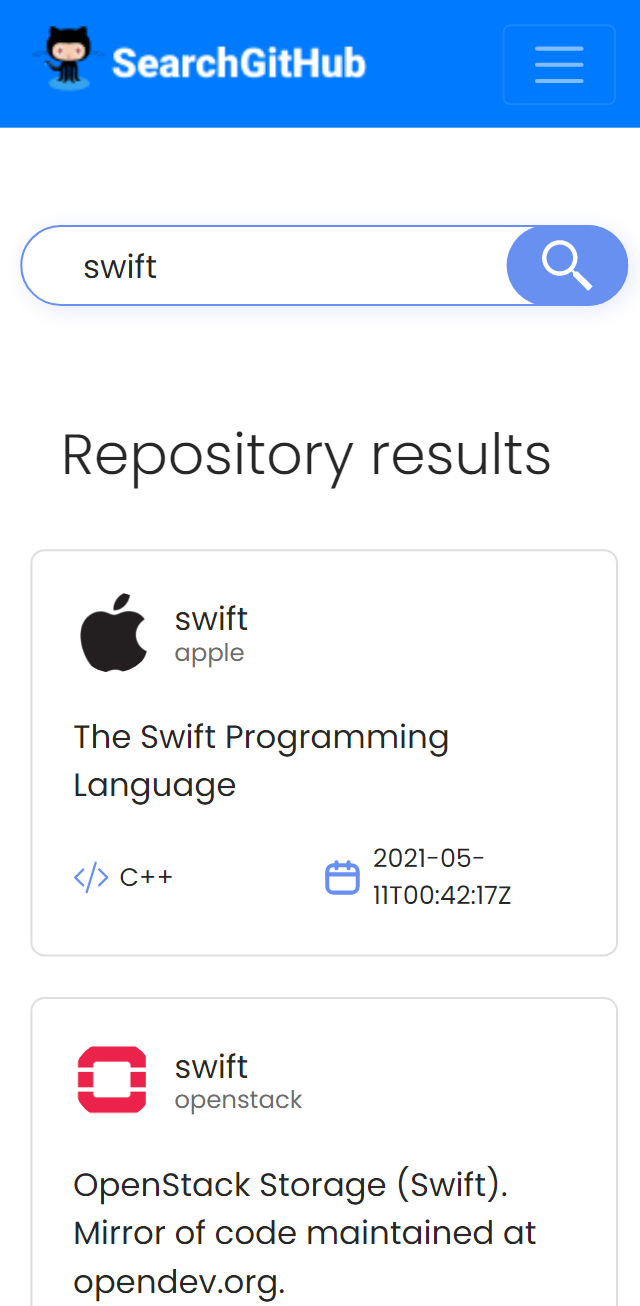 SearchGitHub
swift
Repository results
swift
apple
The Swift Programming
Language
C++
2021-05-
11T00:42:17Z
swift
openstack
OpenStack Storage (Swift).
Mirror of code maintained at
opendev.org.